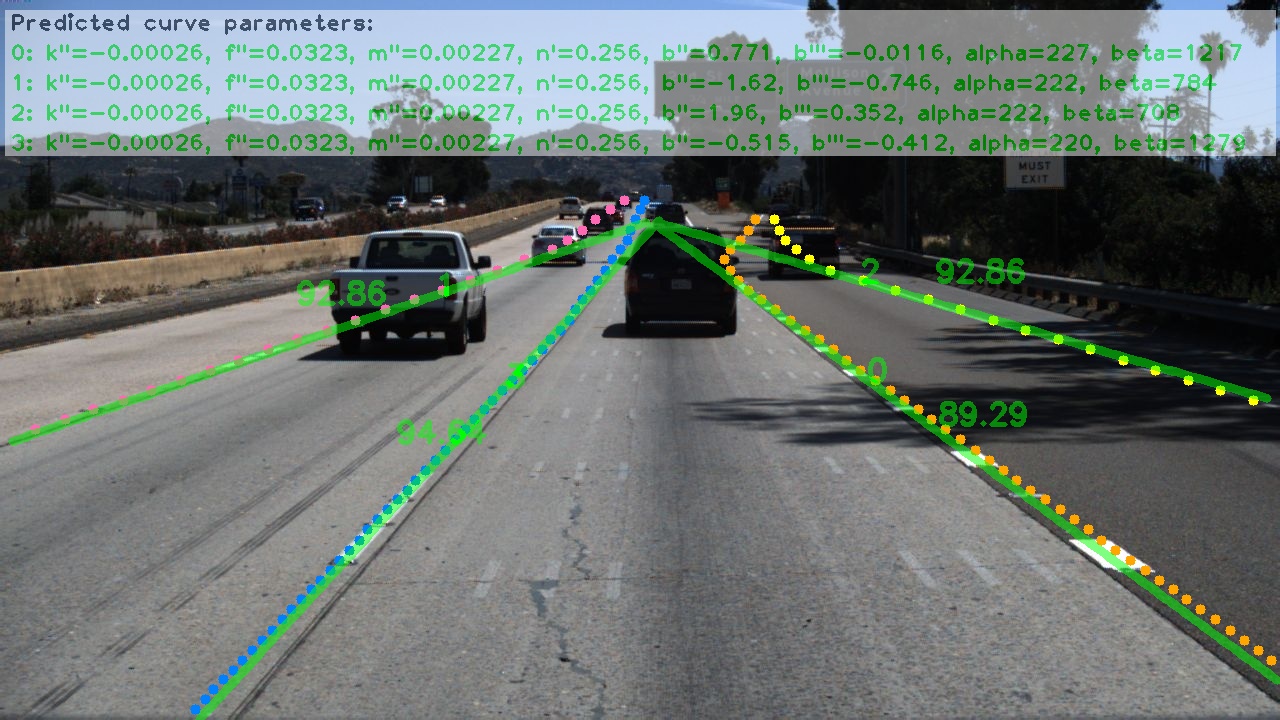 Predicted curve parameters:
0: k''=-0.00026, f''=0.0323, m''=0.00227, n'=0.256, b''=0.771, b'''=-0.0116, alpha=227, beta=1217
1: k''=-0.00026, f''=0.0323, m''=0.00227, n'=0.256, b''=-1.62, b'''=-0.746, alpha=222, beta=784
2: k''=-0.00026, f''=0.0323, m''=0.00227, n'=0.256, b''=1.96, b'''=0.352, alpha=222, beta=708
3: k''=-0.00026, f''=0.0323, m''=0.00227, n'=0.256, b''=-0.515, b'''=-0.412, alpha=220, beta=1279
MUST
EXIT
2 92.86
1
92.86
0
89.29